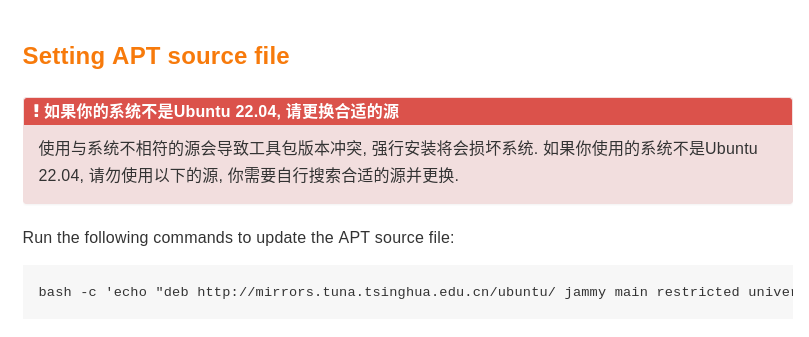 Setting APT source file
! 如果你的系统不是Ubuntu 22.04, 请更换合适的源
使用与系统不相符的源会导致工具包版本冲突, 强行安装将会损坏系统. 如果你使用的系统不是Ubuntu
22.04, 请勿使用以下的源, 你需要自行搜索合适的源并更换.
Run the following commands to update the APT source file:
bash -c 'echo "deb http://mirrors.tuna.tsinghua.edu.cn/ubuntu/ jammy main restricted